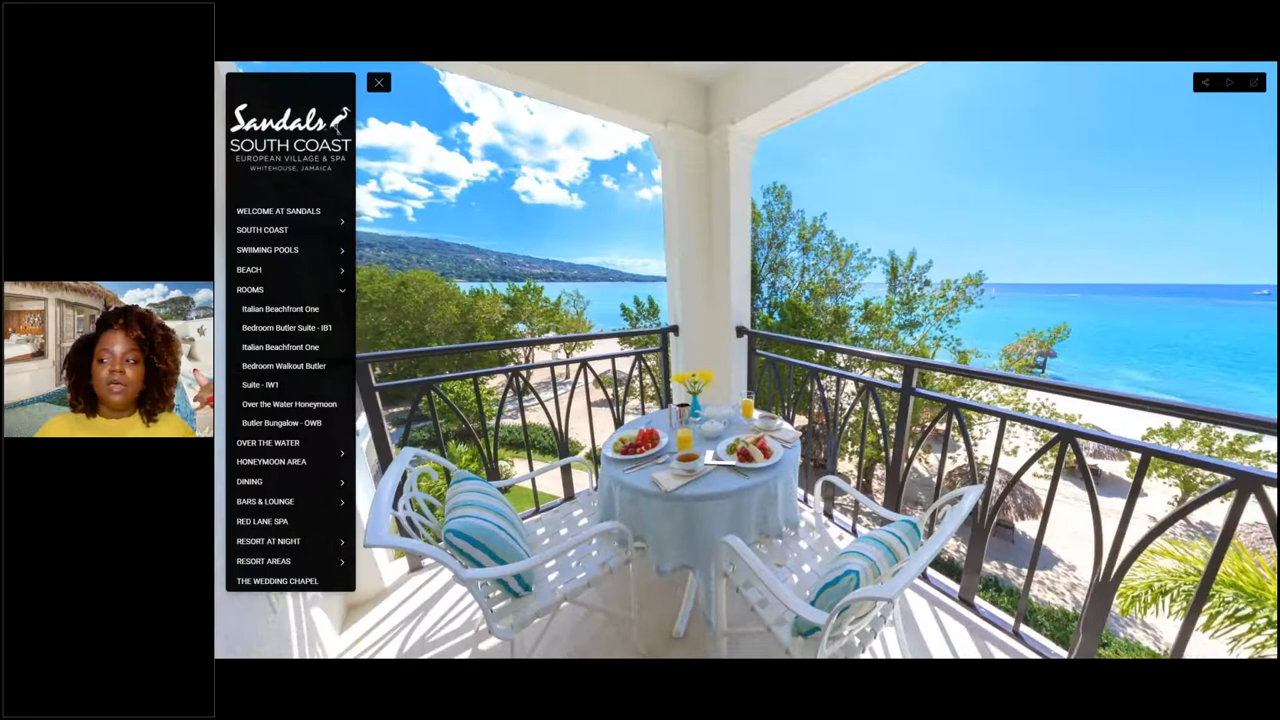 Sandals
SOUTH COAST
EUROPEAN VILLAGE & SPA
WHITEHOUSE, JAMAICA
WELCOME AT SANDALS
SOUTH COAST
SWIIMING POOLS
BEACH
ROOMS
Italian Beachfront One
Bedroom Butler Suite - IB1
Italian Beachfront One
Bedroom Walkout Butler
Suite - IW1
Over the Water Honeymoon
Butler Bungalow - OWB
OVER THE WATER
HONEYMOON AREA
DINING
BARS & LOUNGE
RED LANE SPA
RESORT AT NIGHT
RESORT AREAS
THE WEDDING CHAPEL